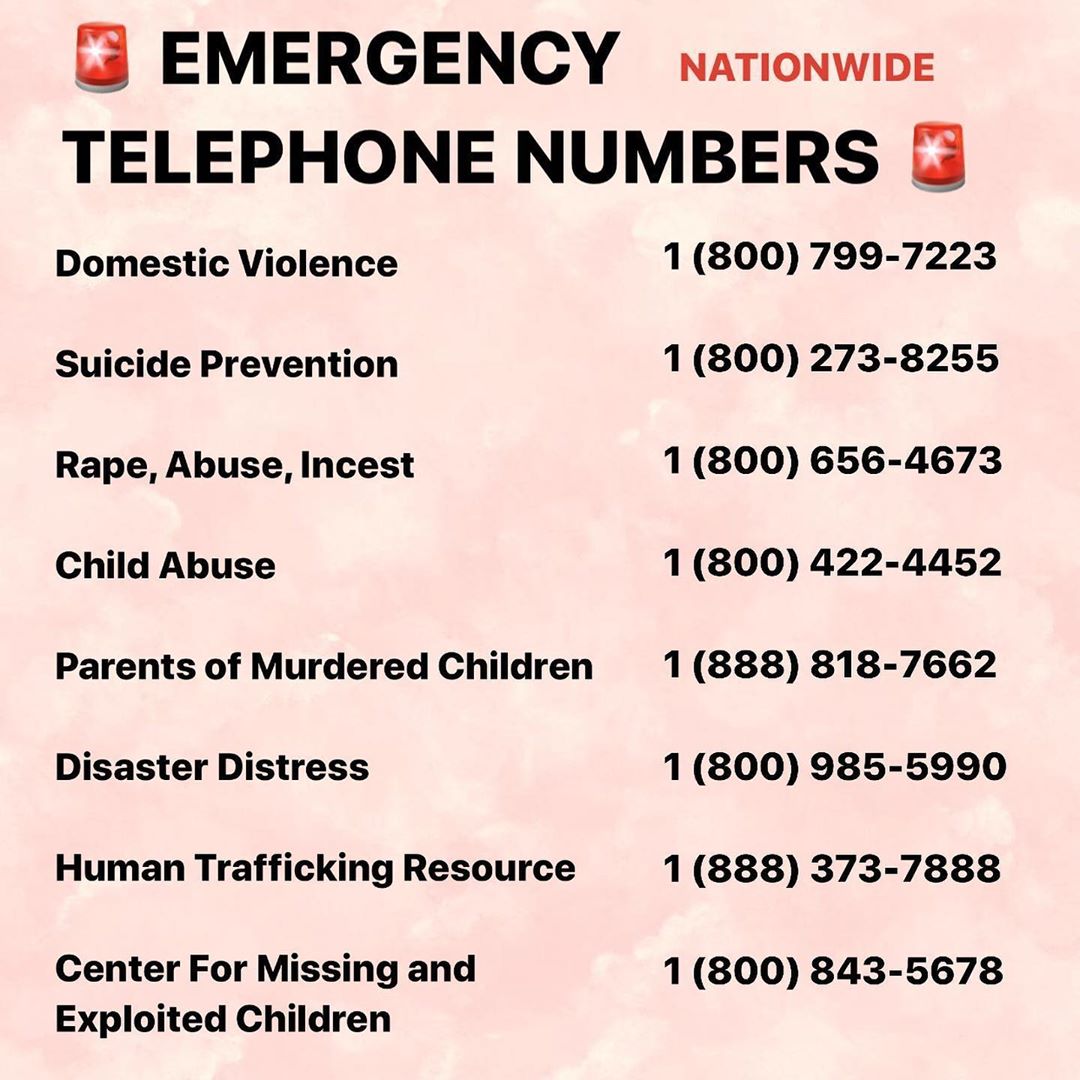 🚨 EMERGENCY NATIONWIDE
TELEPHONE NUMBERS 🚨
Domestic Violence 1 (800) 799-7223
Suicide Prevention 1 (800) 273-8255
Rape, Abuse, Incest 1 (800) 656-4673
Child Abuse 1 (800) 422-4452
Parents of Murdered Children 1 (888) 818-7662
Disaster Distress 1 (800) 985-5990
Human Trafficking Resource 1 (888) 373-7888
Center For Missing and 1 (800) 843-5678
Exploited Children